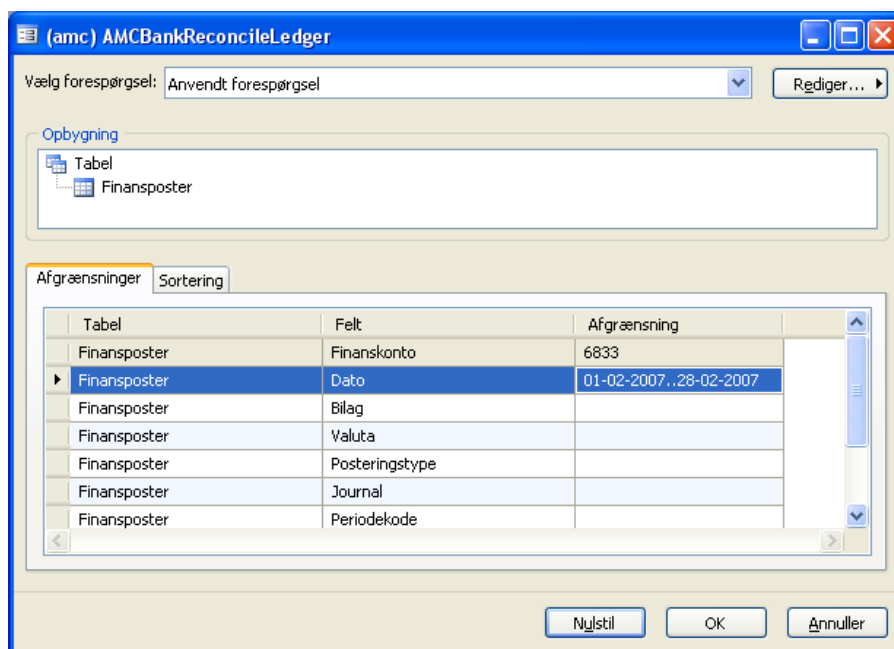 (amc) AMCBankReconcileLedger
Vælg forespørgsel: Anvendt forespørgsel Rediger...
Opbygning
Tabel
Finansposter
Afgrænsninger Sortering
Tabel Felt Afgrænsning
Finansposter Finanskonto 6833
Finansposter Dato 01-02-2007..28-02-2007
Finansposter Bilag
Finansposter Valuta
Finansposter Posteringstype
Finansposter Journal
Finansposter Periodekode
Nulstil OK Annuller